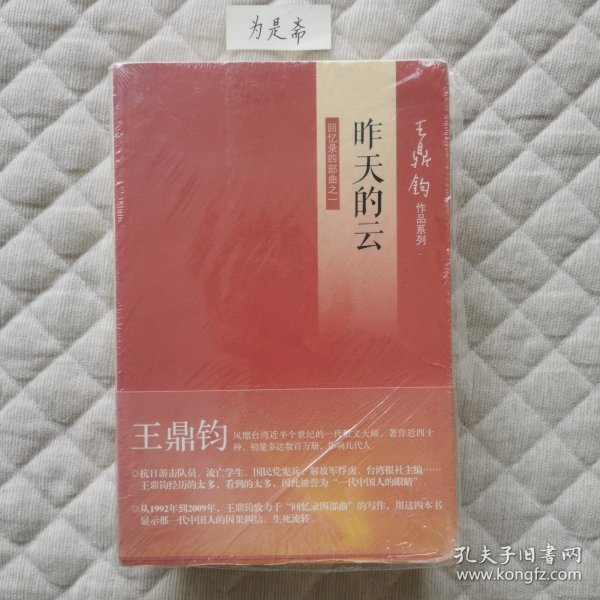 为是斋
王鼎钧
作品系列
昨天的云
回忆录四部曲之一
王鼎钧
风靡台湾近半个世纪的一代散文大师，著作近四十
种，销量多达数百万册，影响几代人。
抗日游击队员、流亡学生、国民党宪兵、解放军俘虏、台湾报社主编……
王鼎钧经历的太多，看到的太多，因此被誉为“一代中国人的眼睛”
从1992年到2009年，王鼎钧致力于“回忆录四部曲”的写作，用这四本书
显示那一代中国人的因果纠结、生死流转。
孔夫子旧书网
www.kongfz.com